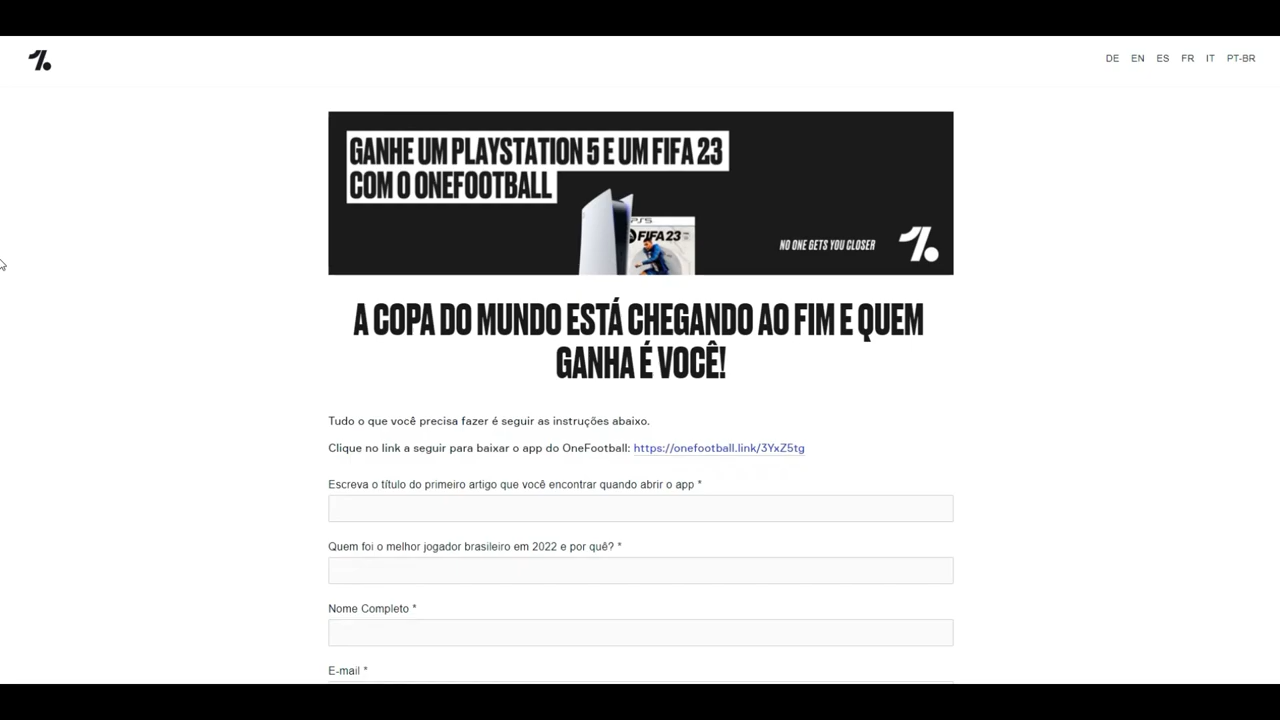 DE EN ES FR IT PT-BR
GANHE UM PLAYSTATION 5 E UM FIFA 23
COM O ONEFOOTBALL
PS5
FIFA 23
NO ONE GETS YOU CLOSER
A COPA DO MUNDO ESTÁ CHEGANDO AO FIM E QUEM
GANHA É VOCÊ!
Tudo o que você precisa fazer é seguir as instruções abaixo.
Clique no link a seguir para baixar o app do OneFootball: https://onefootball.link/3YxZ5tg
Escreva o título do primeiro artigo que você encontrar quando abrir o app *
Quem foi o melhor jogador brasileiro em 2022 e por quê? *
Nome Completo *
E-mail *